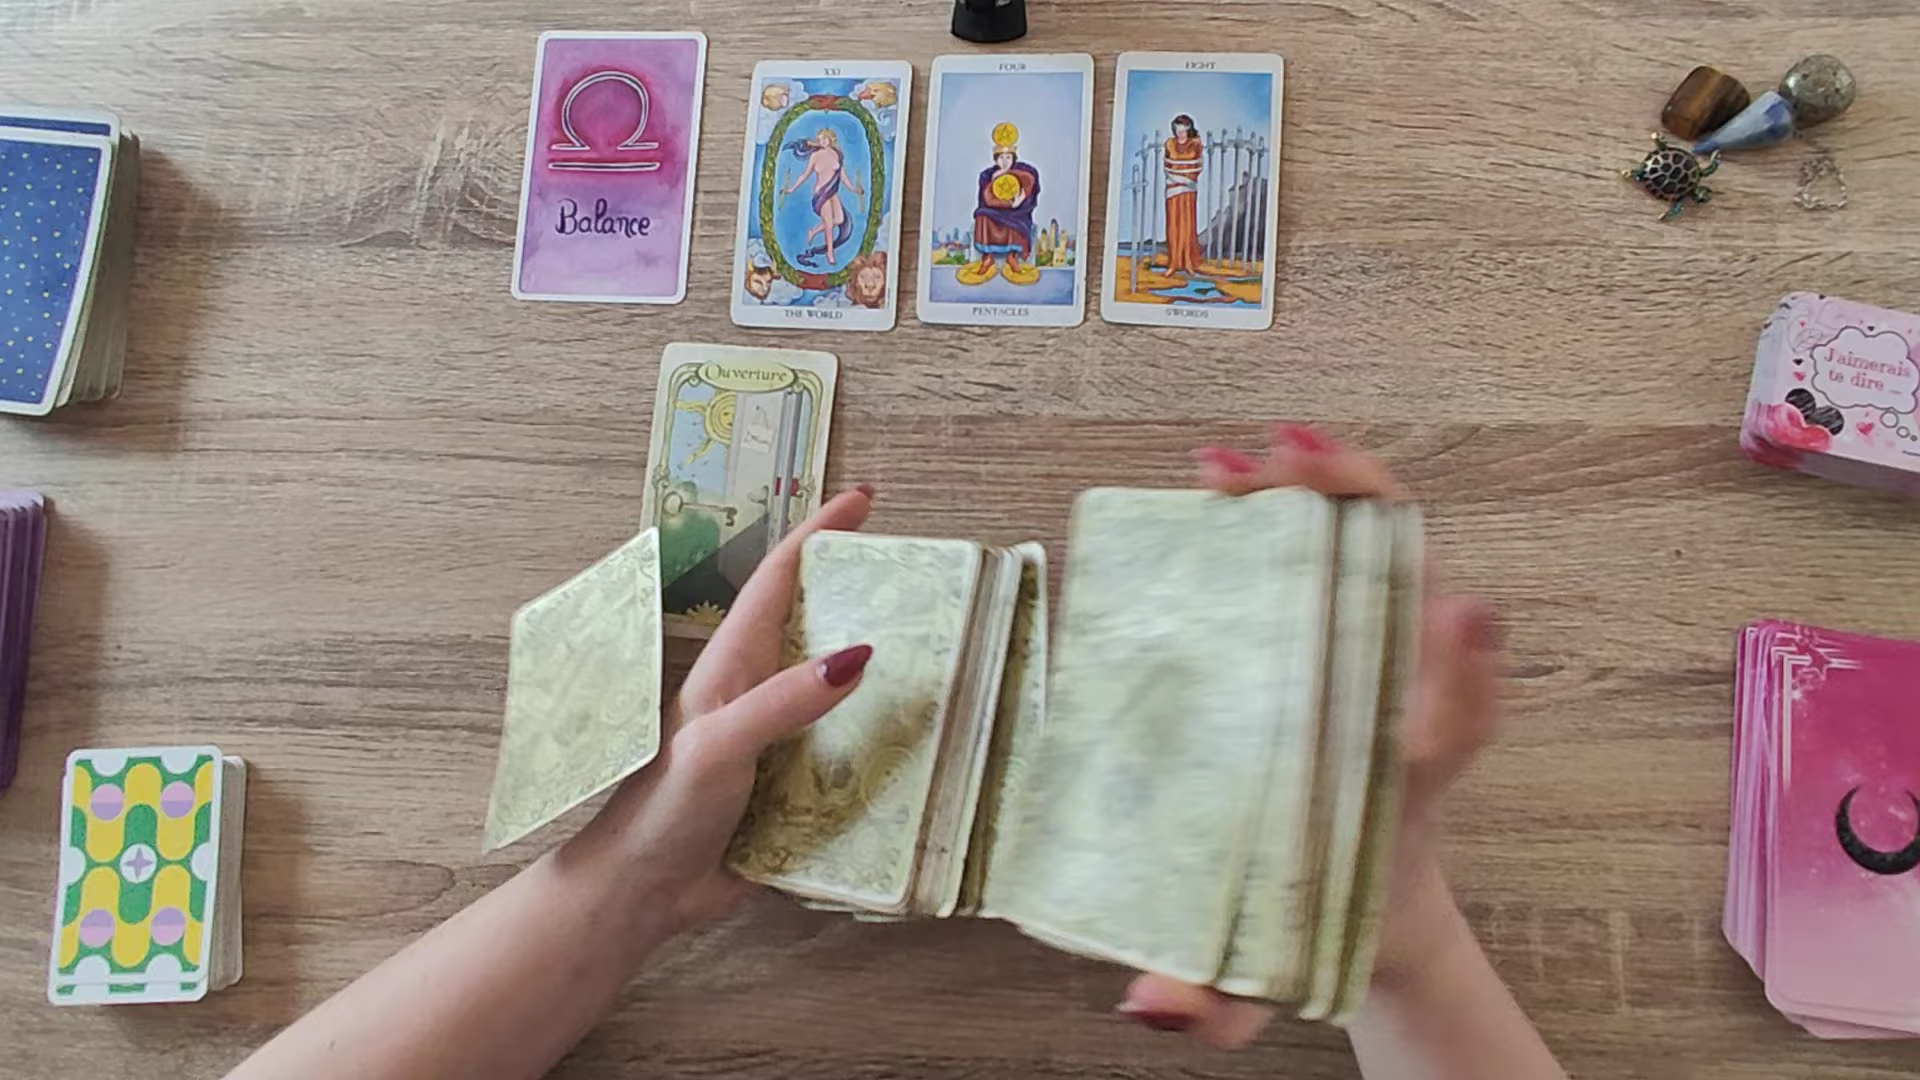 Balance
XXI
THE WORLD
FOUR
PENTACLES
EIGHT
SWORDS
Ouverture
J'aimerais
te dire...